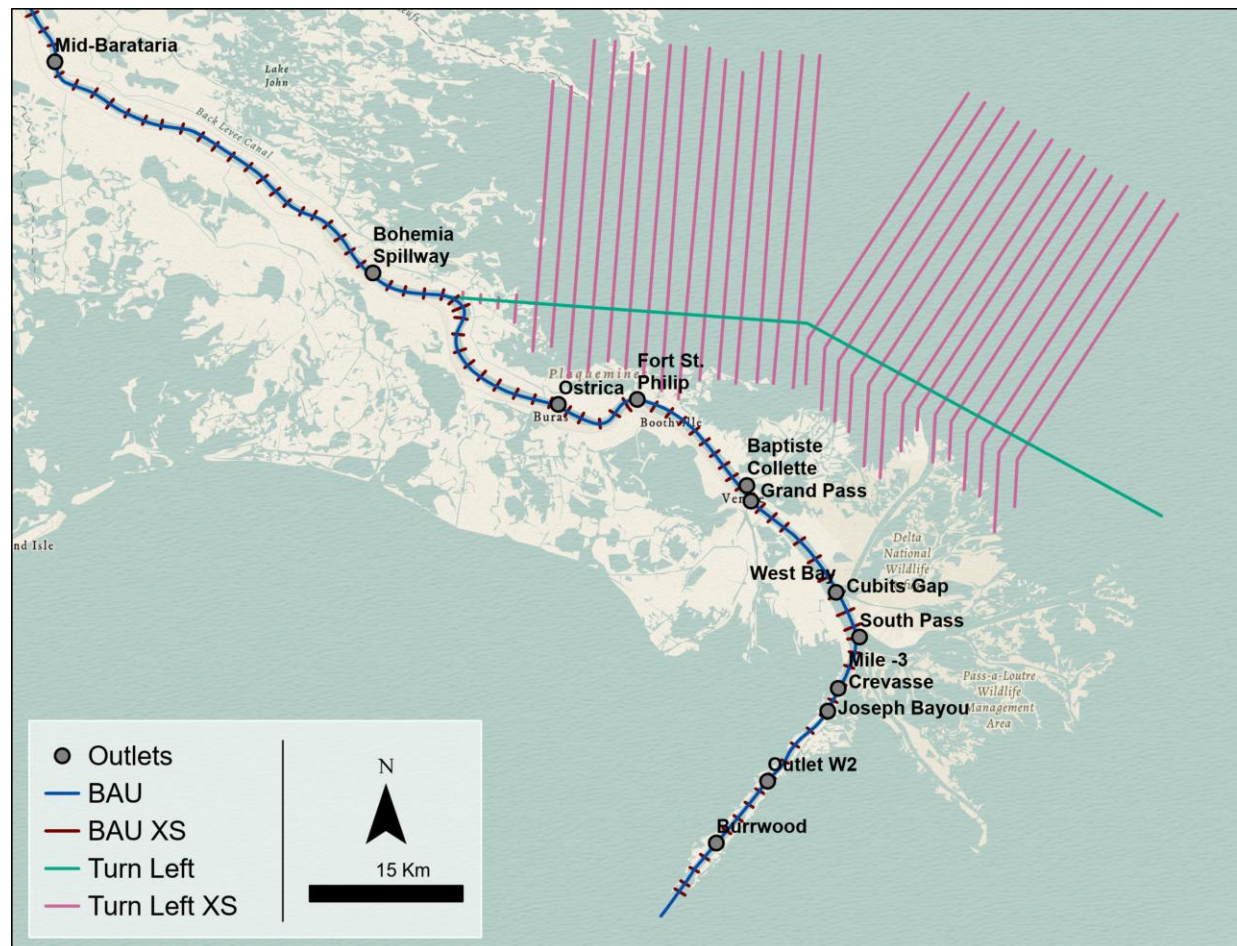 Mid-Barataria
Lake
John
Back Levee Canal
Bohemia
Spillway
Fort St.
Philip
Plaquemine
Ostrica
Buras
Boothville
Baptiste
Collette
Grand Pass
nd Isle
Delta
National
Wildlife
West Bay
Cubits Gap
South Pass
Mile -3
Crevasse
Pass-a-Loutre
Wildlife
Management
Area
Joseph Bayou
Outlet W2
Burrwood
Outlets
BAU
BAU XS
Turn Left
Turn Left XS
N
15 Km